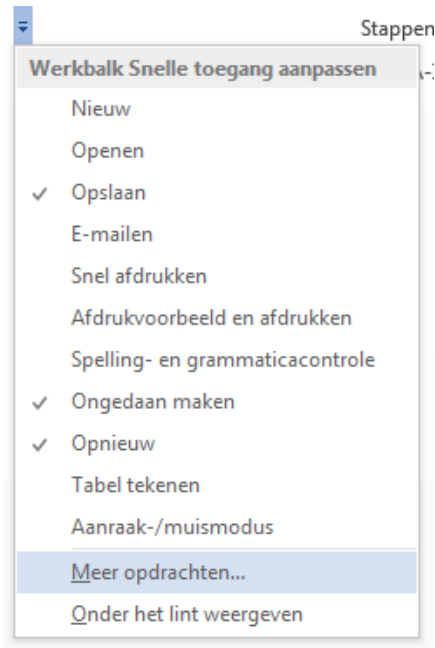 Stappen
Werkbalk Snelle toegang aanpassen
Nieuw
Openen
Opslaan
E-mailen
Snel afdrukken
Afdrukvoorbeeld en afdrukken
Spelling- en grammaticacontrole
Ongedaan maken
Opnieuw
Tabel tekenen
Aanraak-/muismodus
Meer opdrachten...
Onder het lint weergeven